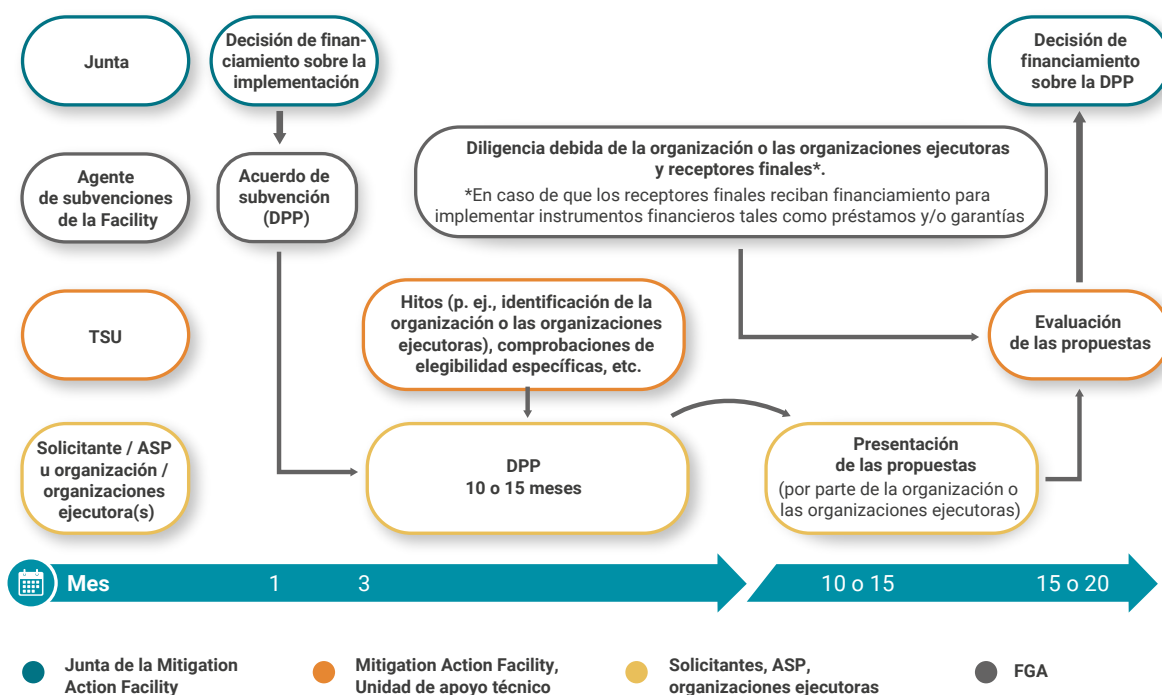 Junta
Decisión de finan-
ciamiento sobre la
implementación
Decisión de
financiamiento
sobre la DPP
Agente
de subvenciones
de la Facility
Acuerdo de
subvención
(DPP)
Diligencia debida de la organización o las organizaciones ejecutoras
y receptores finales*.
*En caso de que los receptores finales reciban financiamiento para
implementar instrumentos financieros tales como préstamos y/o garantías
TSU
Hitos (p. ej., identificación de la
organización o las organizaciones
ejecutoras), comprobaciones de
elegibilidad específicas, etc.
Evaluación
de las propuestas
Solicitante / ASP
u organización /
organizaciones
ejecutora(s)
DPP
10 o 15 meses
Presentación
de las propuestas
(por parte de la organización o
las organizaciones ejecutoras)
Mes 1 3 10 o 15 15 o 20
Junta de la Mitigation
Action Facility
Mitigation Action Facility,
Unidad de apoyo técnico
Solicitantes, ASP,
organizaciones ejecutoras
FGA